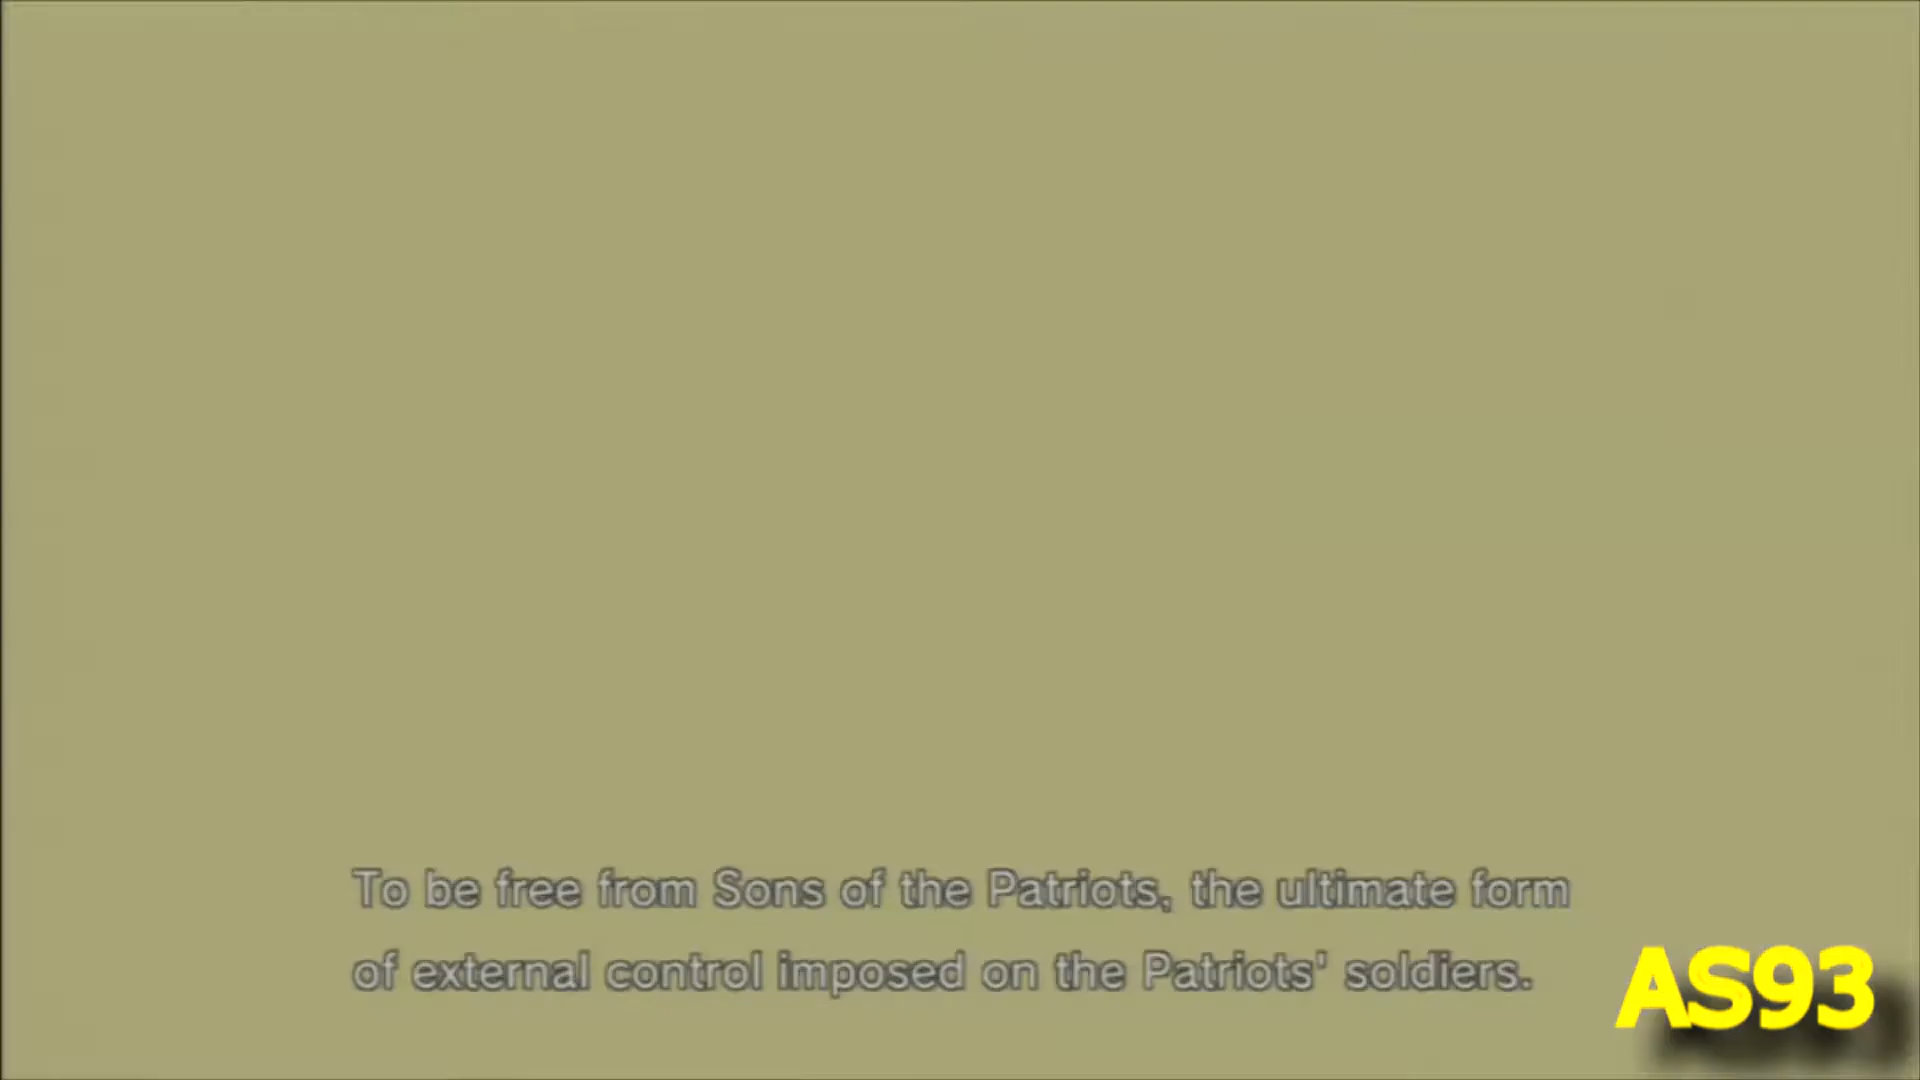 To be free from Sons of the Patriots, the ultimate form
of external control imposed on the Patriots' soldiers.
AS93